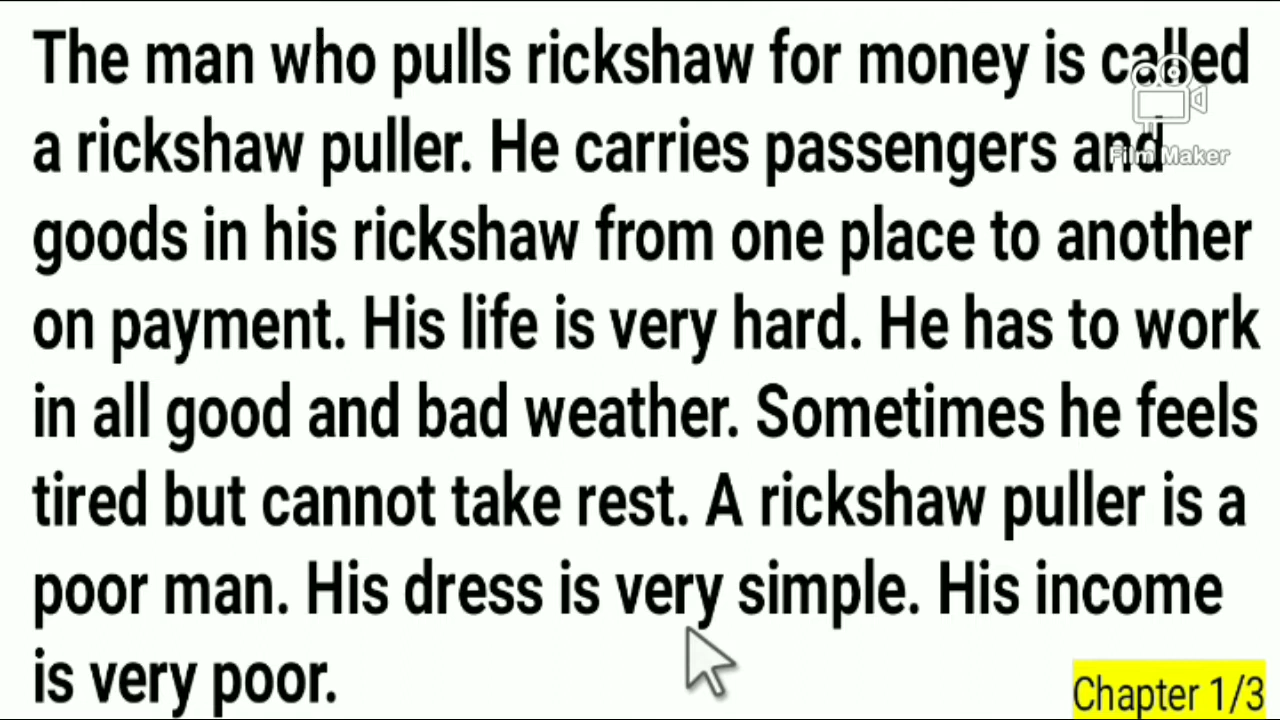 The man who pulls rickshaw for money is called
a rickshaw puller. He carries passengers and
Film Maker
goods in his rickshaw from one place to another
on payment. His life is very hard. He has to work
in all good and bad weather. Sometimes he feels
tired but cannot take rest. A rickshaw puller is a
poor man. His dress is very simple. His income
is very poor.
Chapter 1/3